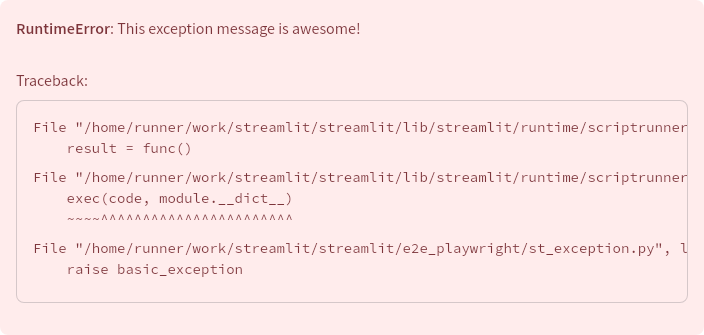 RuntimeError: This exception message is awesome!
Traceback:
File "/home/runner/work/streamlit/streamlit/lib/streamlit/runtime/scriptrunner
    result = func()
File "/home/runner/work/streamlit/streamlit/lib/streamlit/runtime/scriptrunner
    exec(code, module.__dict__)
    ~~~~^^^^^^^^^^^^^^^^^^^^^^^
File "/home/runner/work/streamlit/streamlit/e2e_playwright/st_exception.py", l
    raise basic_exception